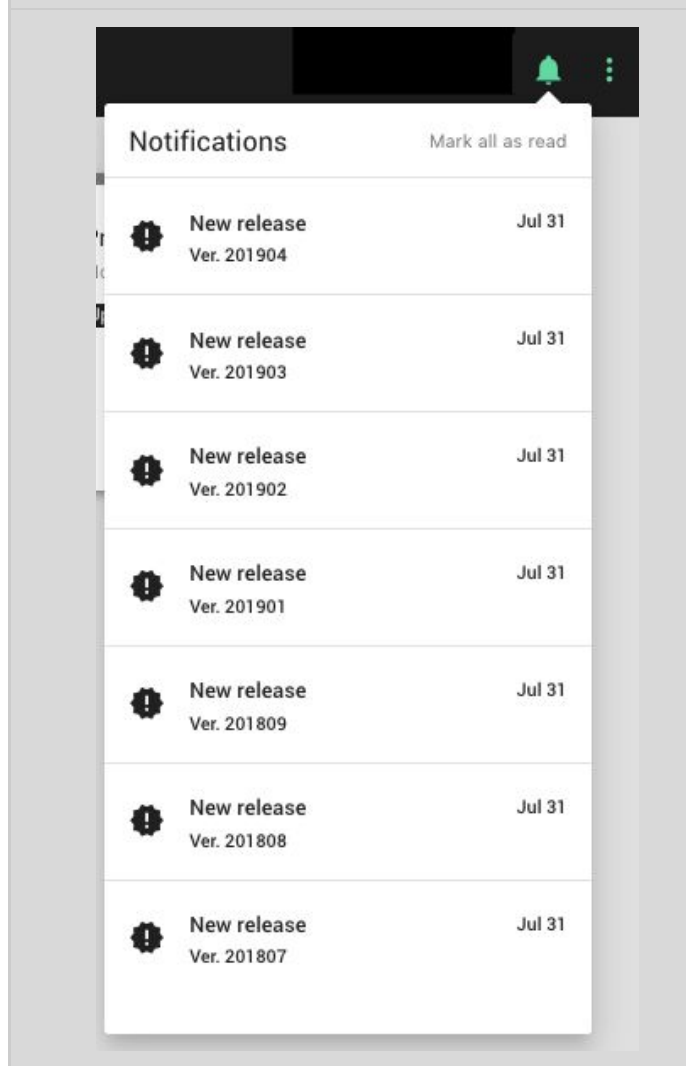 Notifications
Mark all as read
New release
Jul 31
Ver. 201904
New release
Jul 31
Ver. 201903
New release
Jul 31
Ver. 201902
New release
Jul 31
Ver. 201901
New release
Jul 31
Ver. 201809
New release
Jul 31
Ver. 201808
New release
Jul 31
Ver. 201807